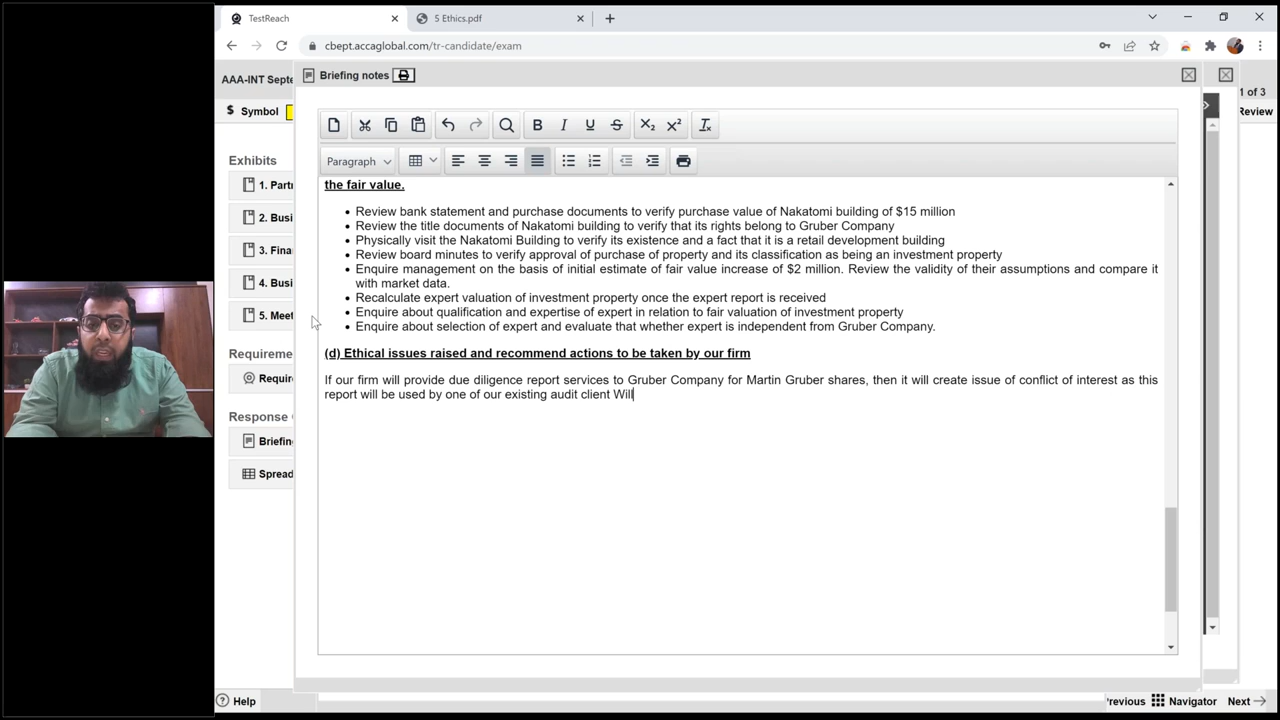 TestReach
5 Ethics.pdf
cbept.accaglobal.com/tr-candidate/exam
AAA-INT Septe
Briefing notes
1 of 3
$ Symbol
Review
Paragraph
Exhibits
1. Partn
2. Busi
3. Finan
4. Busi
5. Meet
Requireme
Require
Response
Briefing
Spread
the fair value.
• Review bank statement and purchase documents to verify purchase value of Nakatomi building of $15 million
• Review the title documents of Nakatomi building to verify that its rights belong to Gruber Company
• Physically visit the Nakatomi Building to verify its existence and a fact that it is a retail development building
• Review board minutes to verify approval of purchase of property and its classification as being an investment property
• Enquire management on the basis of initial estimate of fair value increase of $2 million. Review the validity of their assumptions and compare it
with market data.
• Recalculate expert valuation of investment property once the expert report is received
• Enquire about qualification and expertise of expert in relation to fair valuation of investment property
• Enquire about selection of expert and evaluate that whether expert is independent from Gruber Company.
(d) Ethical issues raised and recommend actions to be taken by our firm
If our firm will provide due diligence report services to Gruber Company for Martin Gruber shares, then it will create issue of conflict of interest as this
report will be used by one of our existing audit client Will
Help
revious
Navigator
Next